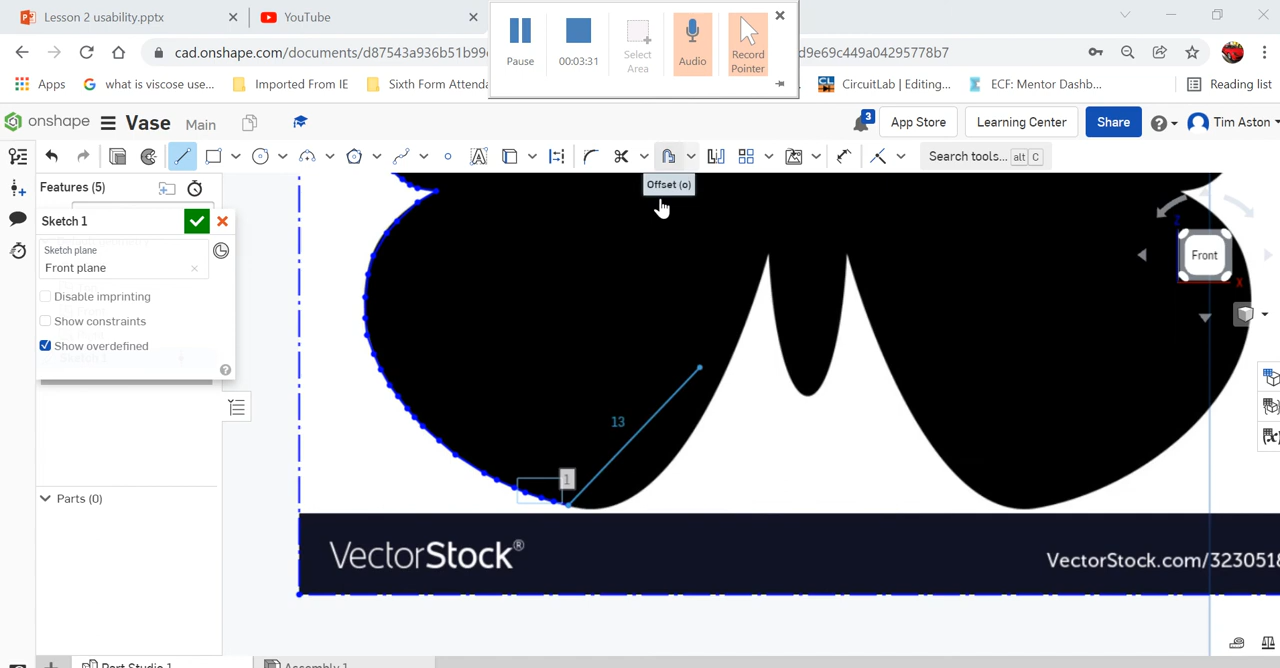 Lesson 2 usability.pptx
YouTube
cad.onshape.com/documents/d87543a936b51b99
d9e69c449a04295778b7
Pause
00:03:31
Select
Area
Audio
Record
Pointer
Apps
what is viscose use...
Imported From IE
Sixth Form Attenda
CircuitLab | Editing...
ECF: Mentor Dashb...
Reading list
onshape
Vase
Main
3
App Store
Learning Center
Share
Tim Aston
Search tools...
alt
C
Offset (o)
Features (5)
Sketch 1
Sketch plane
Front plane
Disable imprinting
Show constraints
Show overdefined
Parts (0)
13
1
Front
Z
X
VectorStock®
VectorStock.com/3230518
Part Studio 1
Assembly 1